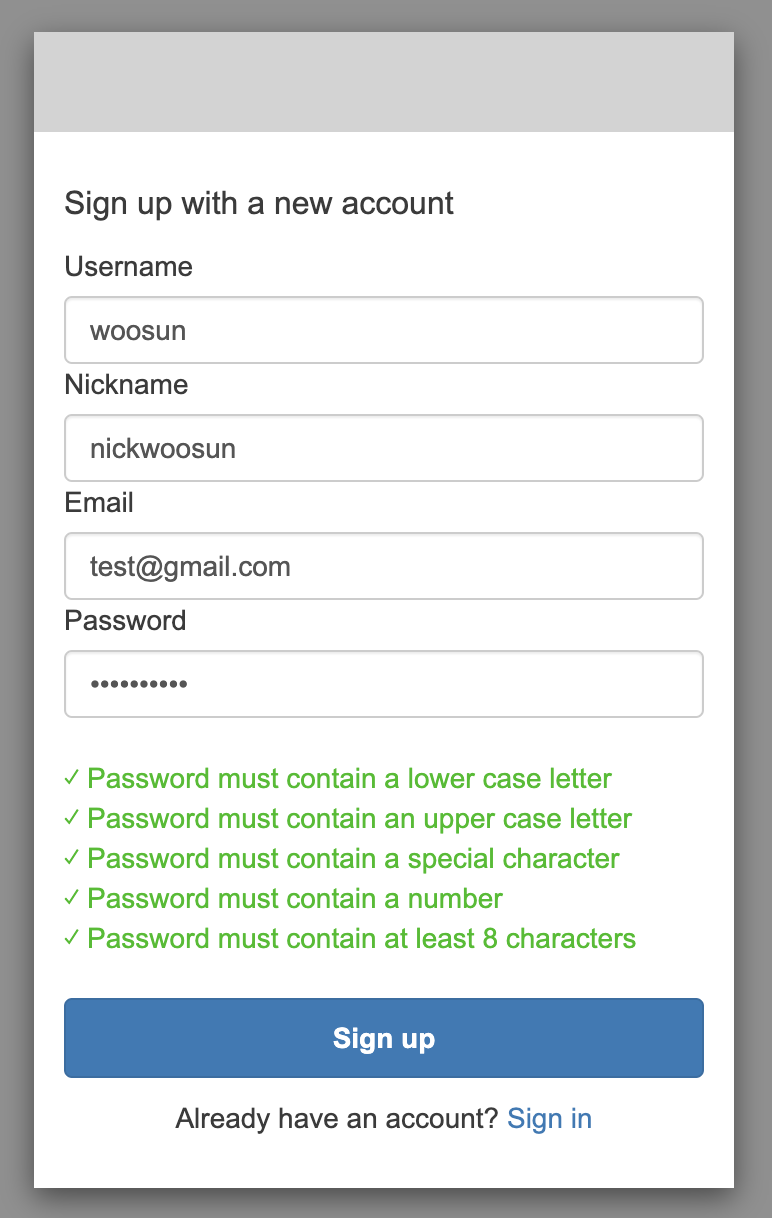 Sign up with a new account
Username
woosun
Nickname
nickwoosun
Email
test@gmail.com
Password
••••••••••
✓ Password must contain a lower case letter
✓ Password must contain an upper case letter
✓ Password must contain a special character
✓ Password must contain a number
✓ Password must contain at least 8 characters
Sign up
Already have an account? Sign in